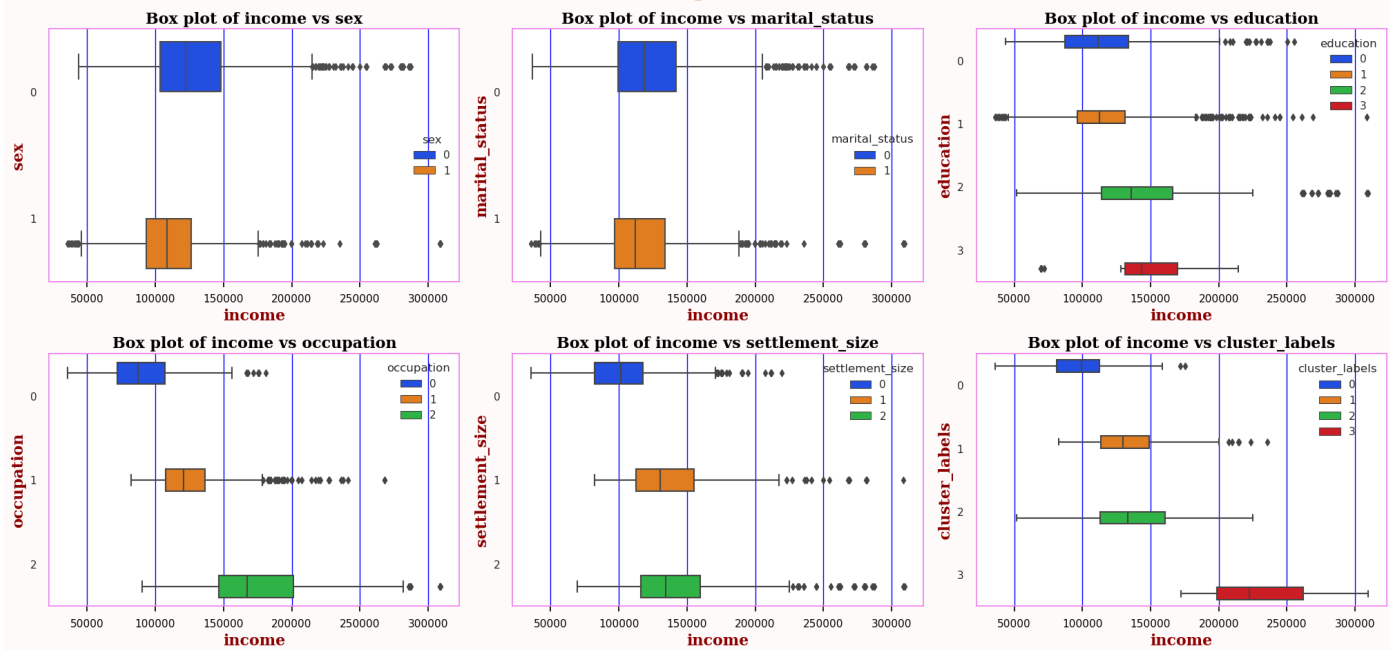 Box plot of income vs sex
sex
0
1
sex
0
1
50000 100000 150000 200000 250000 300000
income
Box plot of income vs marital_status
marital_status
0
1
marital_status
0
1
50000 100000 150000 200000 250000 300000
income
Box plot of income vs education
education
0
1
2
3
education
0
1
2
3
50000 100000 150000 200000 250000 300000
income
Box plot of income vs occupation
occupation
0
1
2
occupation
0
1
2
50000 100000 150000 200000 250000 300000
income
Box plot of income vs settlement_size
settlement_size
0
1
2
settlement_size
0
1
2
50000 100000 150000 200000 250000 300000
income
Box plot of income vs cluster_labels
cluster_labels
0
1
2
3
cluster_labels
0
1
2
3
50000 100000 150000 200000 250000 300000
income